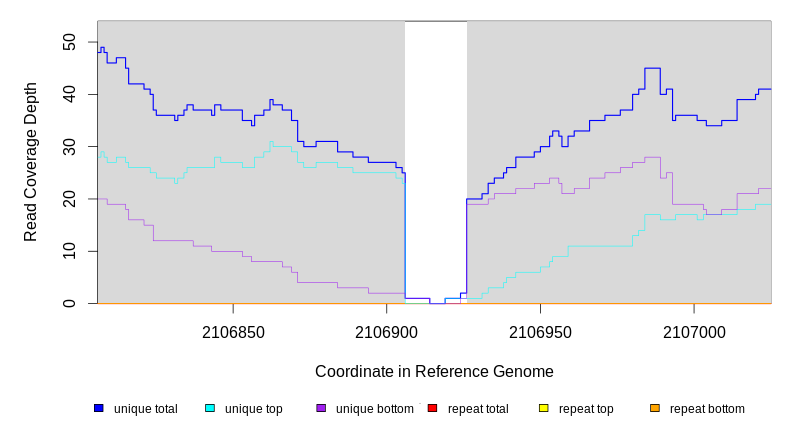 Read Coverage Depth
50
40
30
20
10
0
2106850 2106900 2106950 2107000
Coordinate in Reference Genome
unique total unique top unique bottom repeat total repeat top repeat bottom